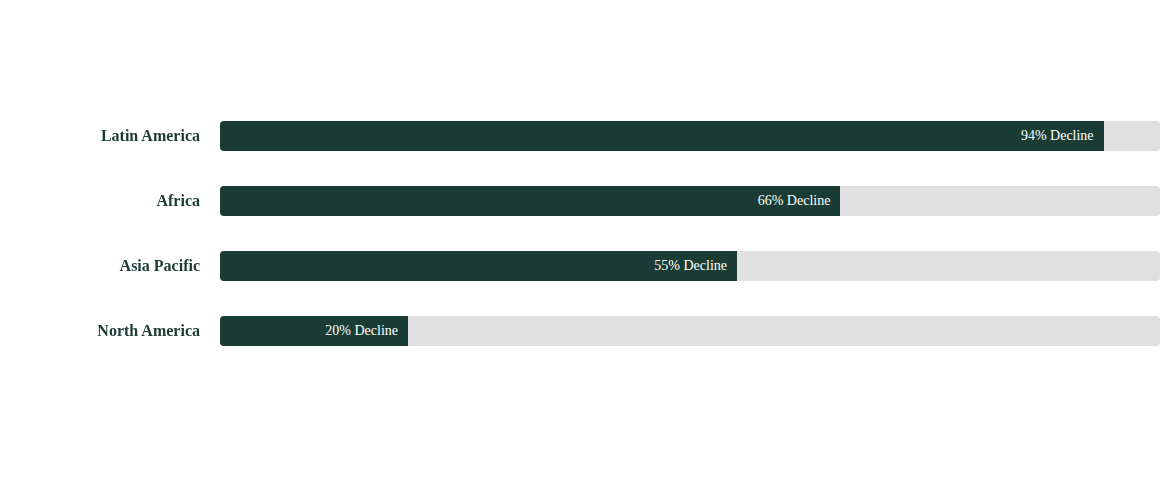 Latin America 94% Decline
Africa 66% Decline
Asia Pacific 55% Decline
North America 20% Decline